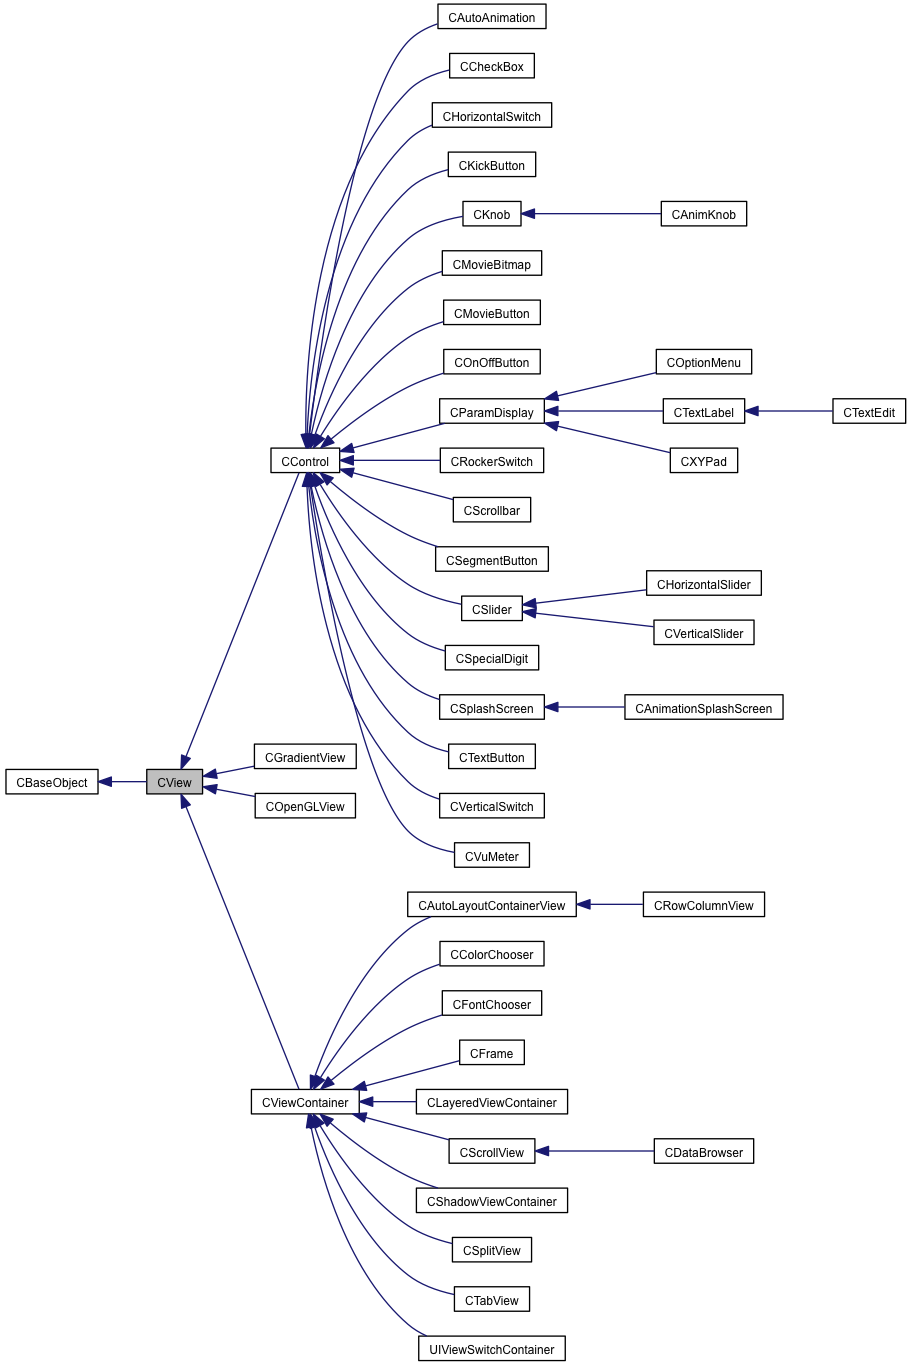 CAutoAnimation
CCheckBox
CHorizontalSwitch
CKickButton
CKnob
CAnimKnob
CMovieBitmap
CMovieButton
COnOffButton
COptionMenu
CParamDisplay
CTextLabel
CTextEdit
CControl
CRockerSwitch
CXYPad
CScrollbar
CSegmentButton
CHorizontalSlider
CSlider
CVerticalSlider
CSpecialDigit
CSplashScreen
CAnimationSplashScreen
CTextButton
CGradientView
CBaseObject
CView
COpenGLView
CVerticalSwitch
CVuMeter
CAutoLayoutContainerView
CRowColumnView
CColorChooser
CFontChooser
CFrame
CViewContainer
CLayeredViewContainer
CScrollView
CDataBrowser
CShadowViewContainer
CSplitView
CTabView
UIViewSwitchContainer